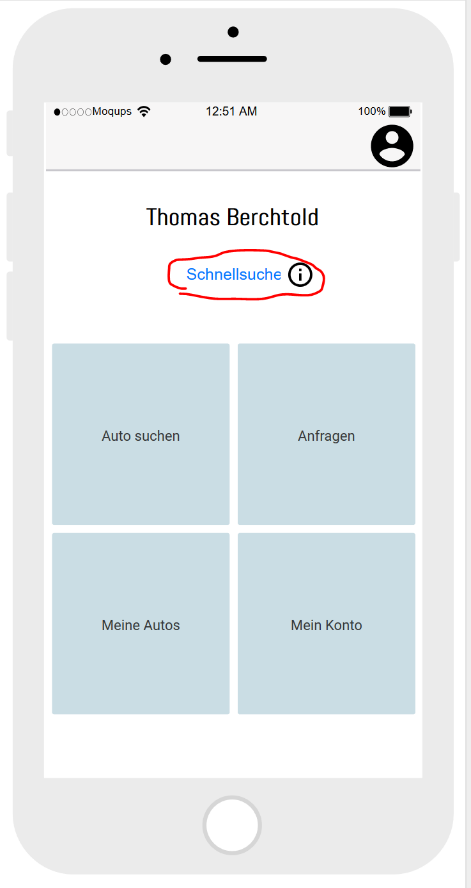 Moqups 12:51 AM 100%
Thomas Berchtold
Schnellsuche
Auto suchen Anfragen
Meine Autos Mein Konto